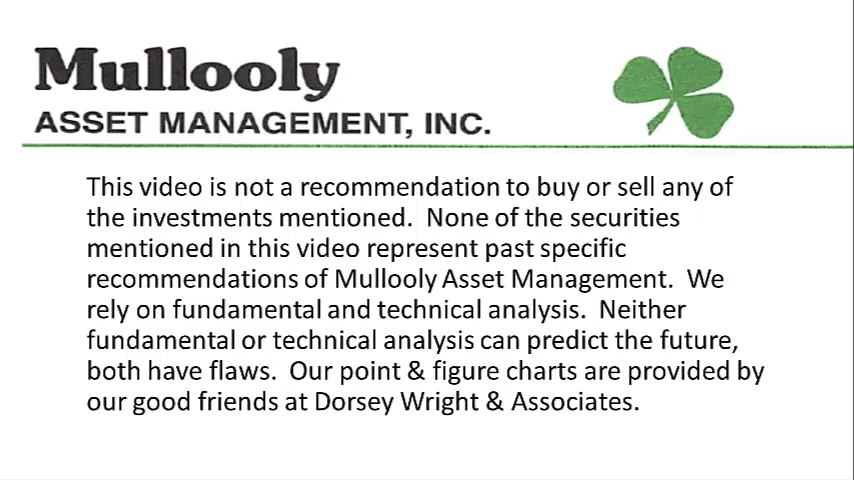 Mullooly
ASSET MANAGEMENT, INC.
This video is not a recommendation to buy or sell any of
the investments mentioned.  None of the securities
mentioned in this video represent past specific
recommendations of Mullooly Asset Management.  We
rely on fundamental and technical analysis.  Neither
fundamental or technical analysis can predict the future,
both have flaws.  Our point & figure charts are provided by
our good friends at Dorsey Wright & Associates.